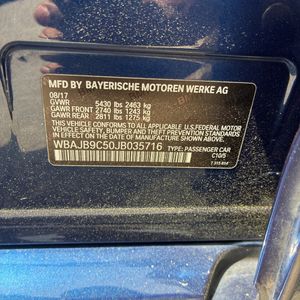 MFD BY BAYERISCHE MOTOREN WERKE AG
08/17
GVWR 5430 lbs 2463 kg
GAWR FRONT 2740 lbs 1243 kg
GAWR REAR 2811 lbs 1275 kg
THIS VEHICLE CONFORMS TO ALL APPLICABLE U.S. FEDERAL MOTOR
VEHICLE SAFETY, BUMPER, AND THEFT PREVENTION STANDARDS
IN EFFECT ON THE DATE OF MANUFACTURE SHOWN ABOVE.
WBAJB9C50JB035716 TYPE: PASSENGER CAR
C10/5